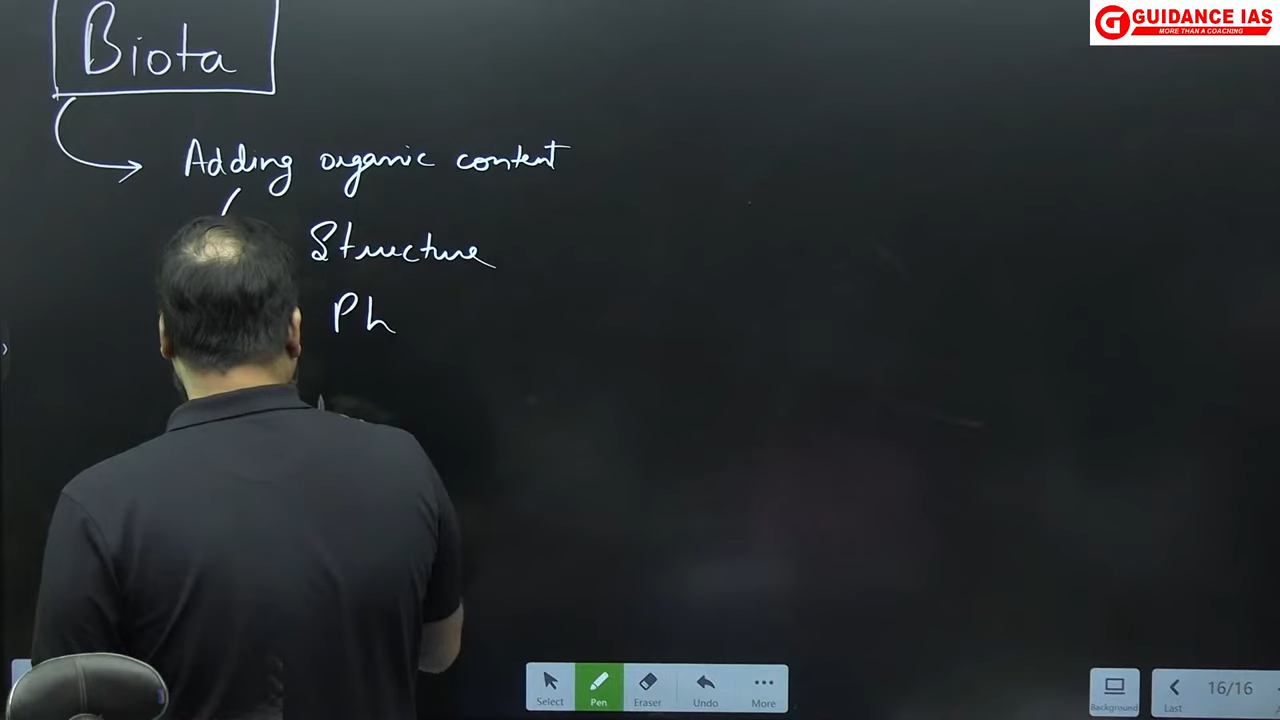 Biota
GUIDANCE IAS
MORE THAN A COACHING
Adding organic content
Structure
Ph
Select
Pen
Eraser
Undo
More
Background
Last
16/16